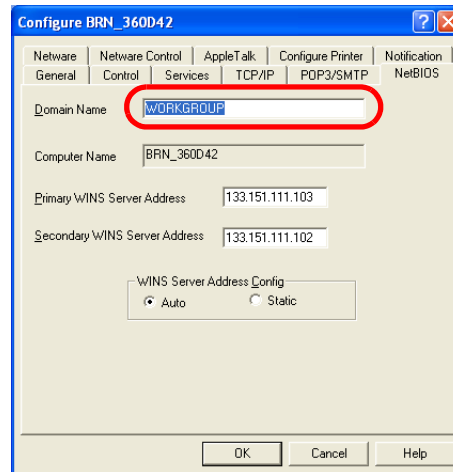 Configure BRN_360D42
Netware Netware Control AppleTalk Configure Printer Notification
General Control Services TCP/IP POP3/SMTP NetBIOS
Domain Name WORKGROUP
Computer Name BRN_360D42
Primary WINS Server Address 133.151.111.103
Secondary WINS Server Address 133.151.111.102
WINS Server Address Config
Auto Static
OK Cancel Help